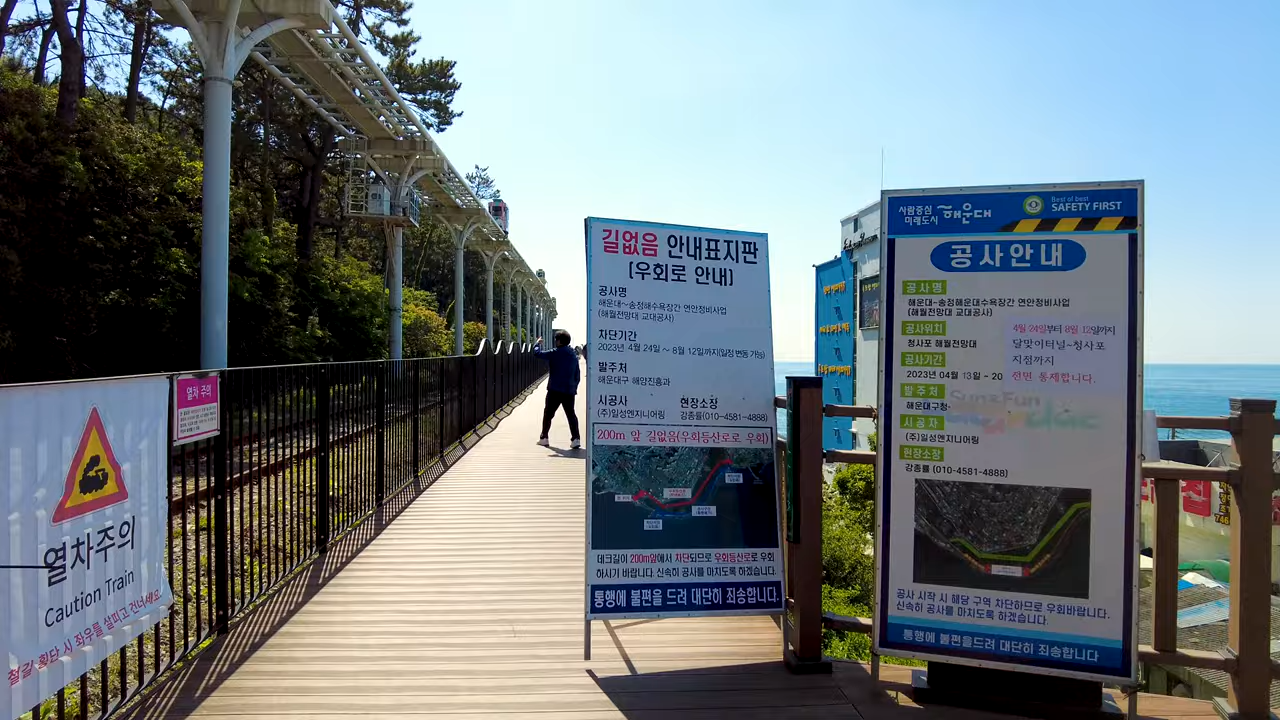 열차주의
Caution Train
철길 횡단 시 좌우를 살피고 건너세요
열차 주의
길없음 안내표지판
(우회로 안내)
공사명
해운대~송정해수욕장간 연안정비사업
(해월전망대 교대공사)
차단기간
2023년 4월 24일 ~ 8월 12일까지(일정 변동 가능)
발주처
해운대구 해양진흥과
시공사 현장소장
(주)일성엔지니어링 강종률(010-4581-4888)
200m 앞 길없음(우회등산로로 우회)
데크길이 200m앞에서 차단되므로 우회등산로로 우회
하시기 바랍니다. 신속히 공사를 마치도록 하겠습니다.
통행에 불편을 드려 대단히 죄송합니다.
사람중심
미래도시
해운대
Best of best
SAFETY FIRST
공사안내
공사명
해운대~송정해운대수욕장간 연안정비사업
(해월전망대 교대공사)
공사위치
청사포 해월전망대
공사기간
2023년 04월 13일 ~ 20
4월 24일부터 8월 12일까지
달맞이터널~청사포
지점까지
전면 통제합니다.
발주처
해운대구청
시공자
(주)일성엔지니어링
현장소장
강종률 (010-4581-4888)
공사 시작 시 해당 구역 차단하므로 우회바랍니다.
신속히 공사를 마치도록 하겠습니다.
통행에 불편을드려 대단히 죄송합니다